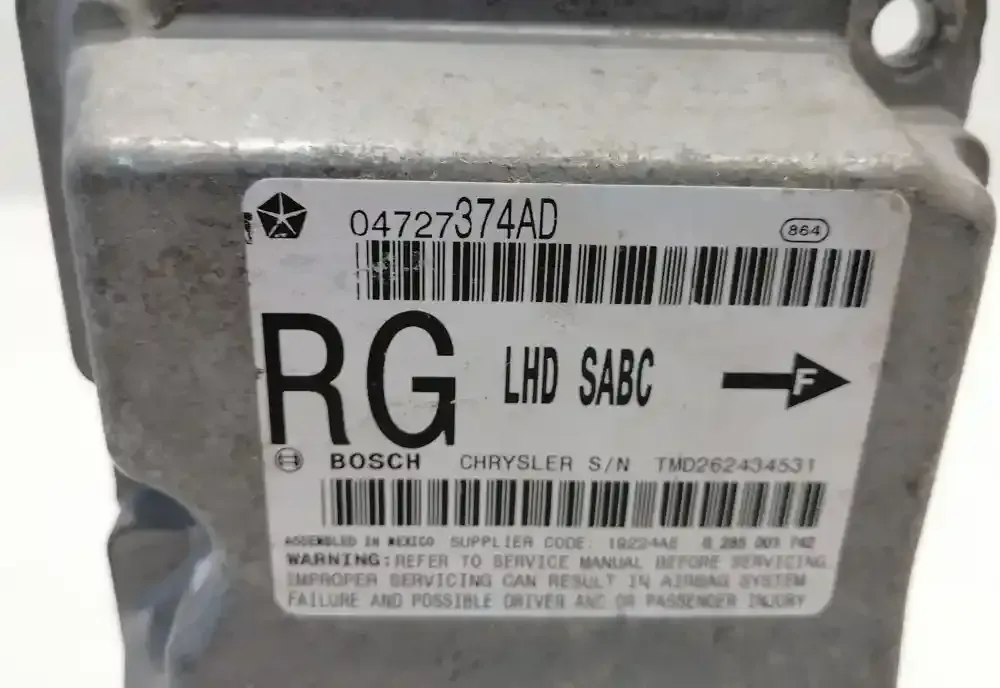 04727374AD 864
RG LHD SABC F
BOSCH CHRYSLER S/N TMD262434531
ASSEMBLED IN MEXICO SUPPLIER CODE: 19224AE 0 285 001 742
WARNING: REFER TO SERVICE MANUAL BEFORE SERVICING.
IMPROPER SERVICING CAN RESULT IN AIRBAG SYSTEM
FAILURE AND POSSIBLE DRIVER AND OR PASSENGER INJURY